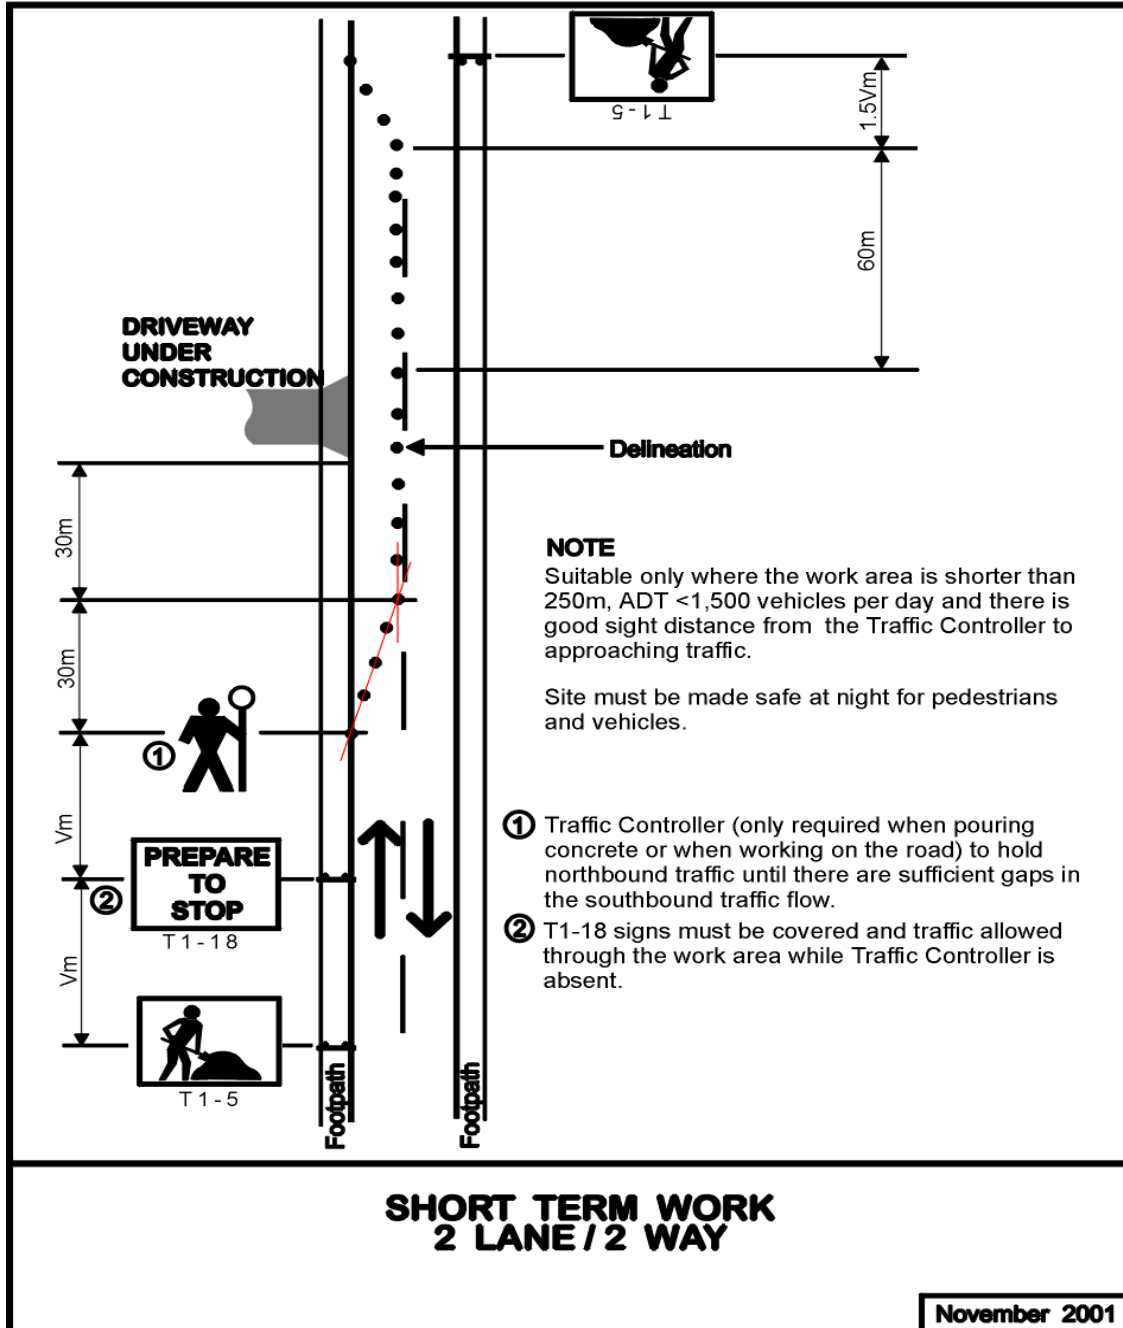 T1-5
1.5Vm
60m
DRIVEWAY
UNDER
CONSTRUCTION
Delineation
30m
NOTE
Suitable only where the work area is shorter than
250m, ADT <1,500 vehicles per day and there is
good sight distance from the Traffic Controller to
approaching traffic.
Site must be made safe at night for pedestrians
and vehicles.
30m
1
Vm
1 Traffic Controller (only required when pouring
concrete or when working on the road) to hold
northbound traffic until there are sufficient gaps in
the southbound traffic flow.
2 T1-18 signs must be covered and traffic allowed
through the work area while Traffic Controller is
absent.
2
PREPARE
TO
STOP
T1-18
Vm
T1-5
Footpath
Footpath
SHORT TERM WORK
2 LANE / 2 WAY
November 2001